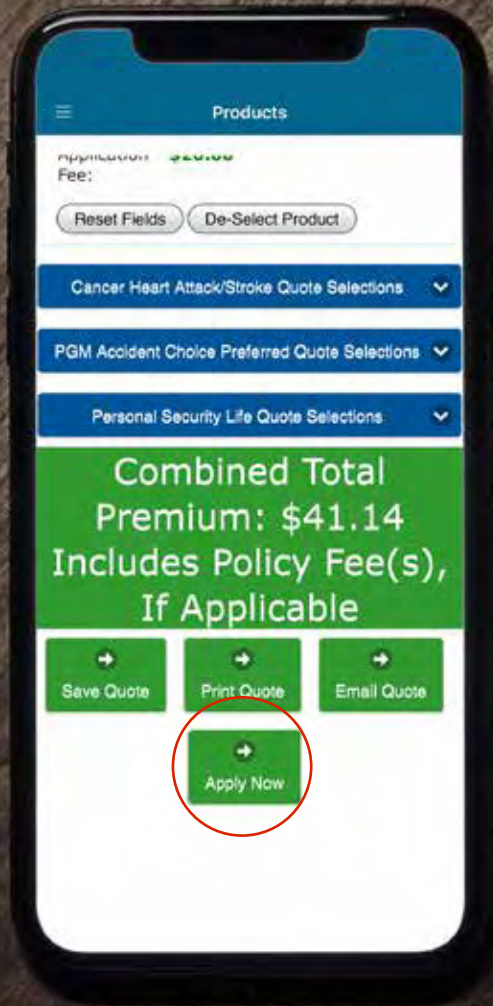 Products
Fee:
Reset Fields De-Select Product
Cancer Heart Attack/Stroke Quote Selections
PGM Accident Choice Preferred Quote Selections
Personal Security Life Quote Selections
Combined Total
Premium: $41.14
Includes Policy Fee(s),
If Applicable
Save Quote Print Quote Email Quote
Apply Now